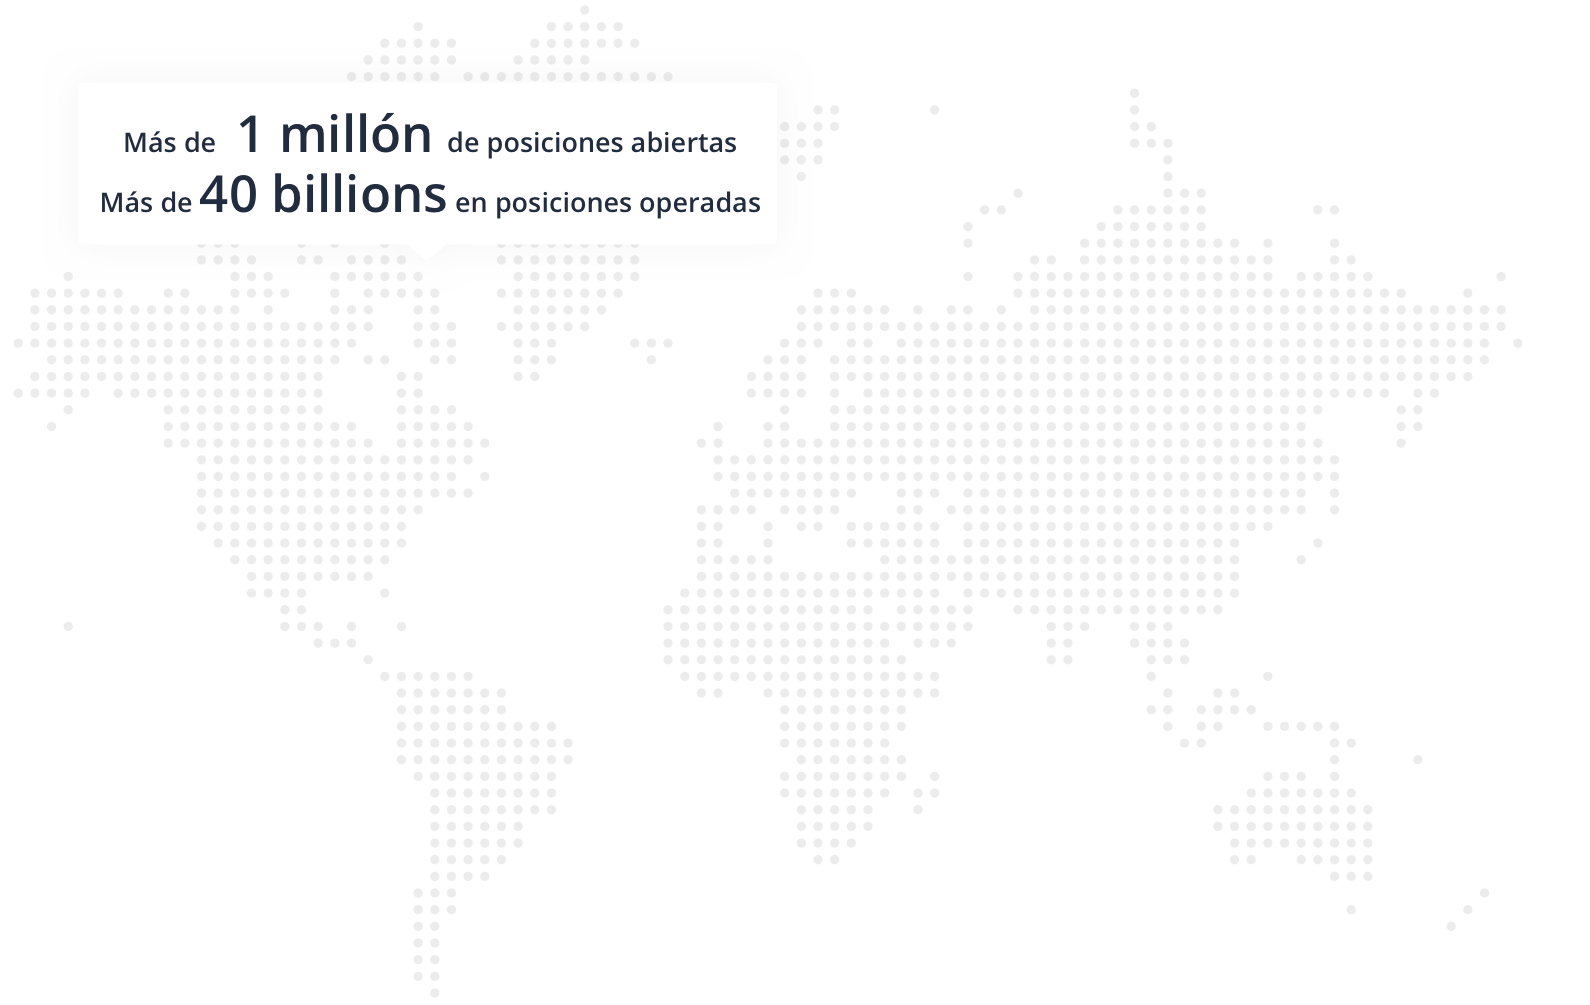 Más de 1 millón de posiciones abiertas
Más de 40 billions en posiciones operadas